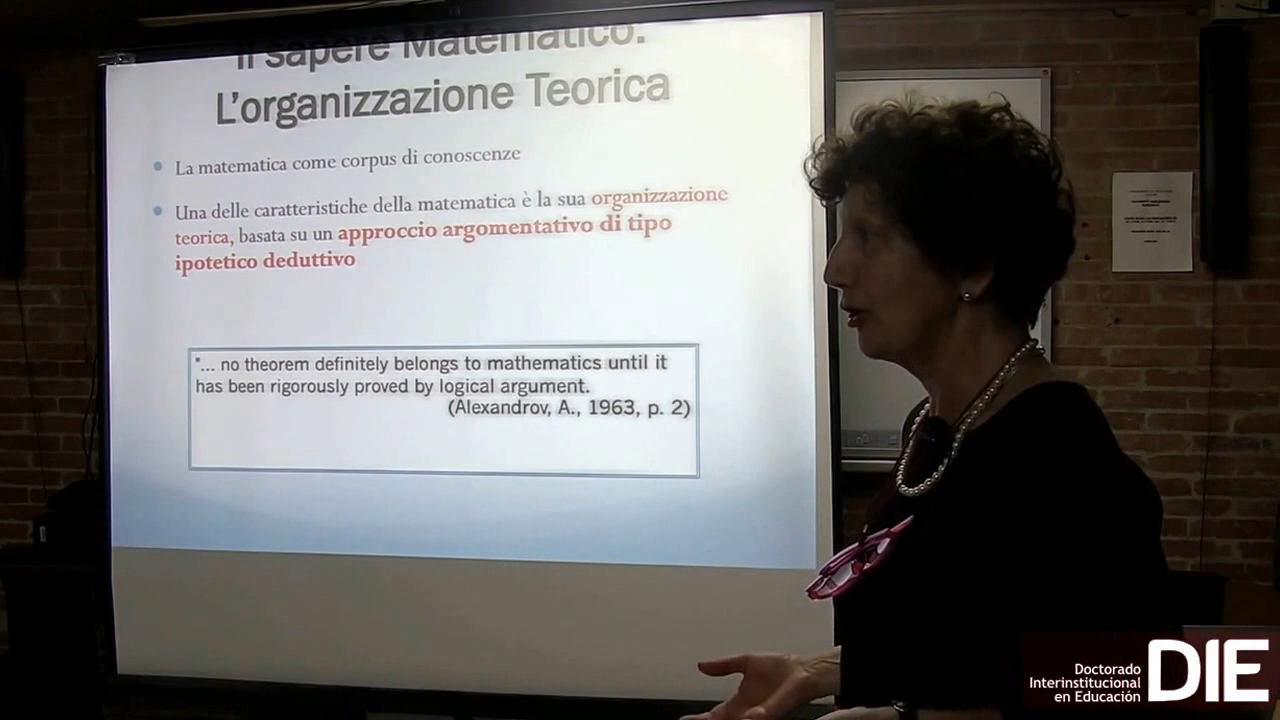 Il sapere Matematico.
L'organizzazione Teorica
La matematica come corpus di conoscenze
Una delle caratteristiche della matematica è la sua organizzazione
teorica, basata su un approccio argomentativo di tipo
ipotetico deduttivo
"... no theorem definitely belongs to mathematics until it
has been rigorously proved by logical argument.
(Alexandrov, A., 1963, p. 2)
Doctorado
Interinstitucional
en Educación
DIE